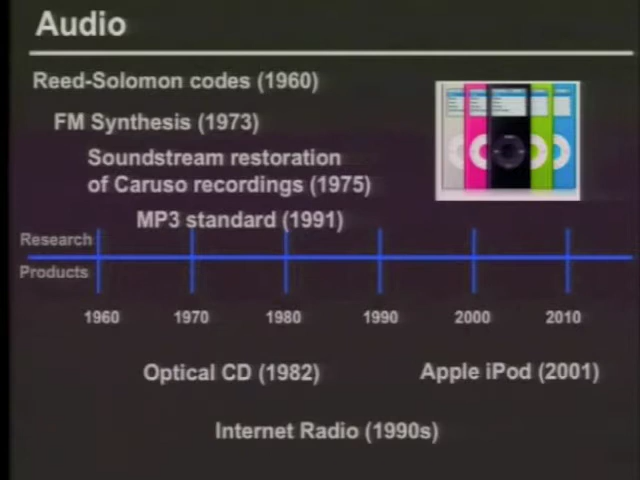 Audio
Reed-Solomon codes (1960)
FM Synthesis (1973)
Soundstream restoration
of Caruso recordings (1975)
MP3 standard (1991)
Research
Products
1960 1970 1980 1990 2000 2010
Optical CD (1982)
Apple iPod (2001)
Internet Radio (1990s)